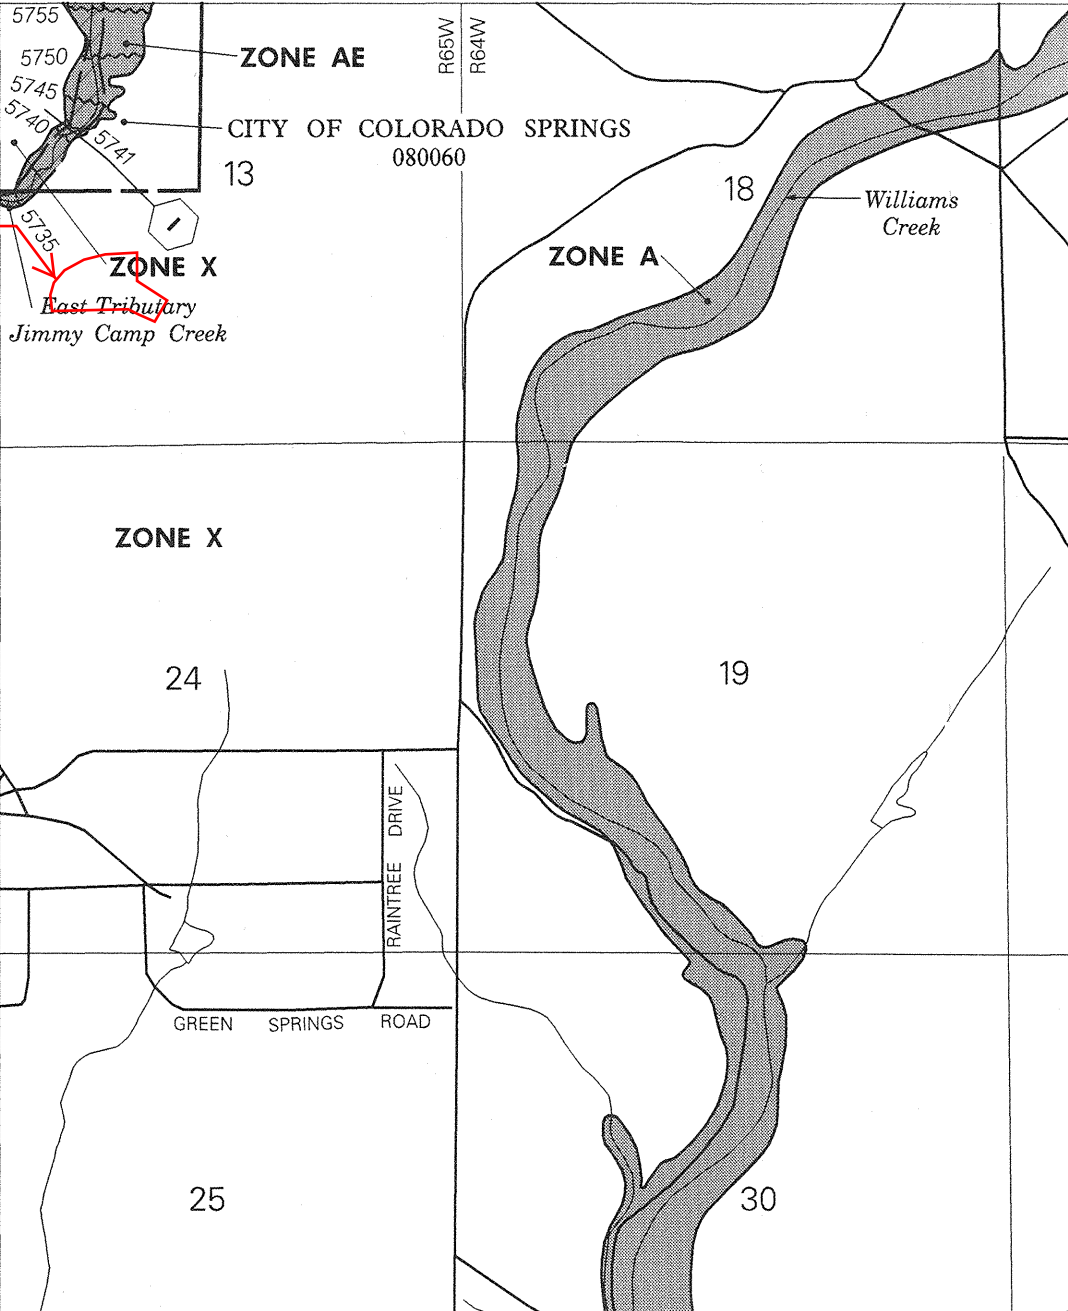 5755
5750
5745
5740
5741
5735
ZONE AE
R65W
R64W
CITY OF COLORADO SPRINGS
080060
13
18
Williams
Creek
ZONE A
ZONE X
East Tributary
Jimmy Camp Creek
ZONE X
24
19
RAINTREE DRIVE
GREEN SPRINGS ROAD
25
30